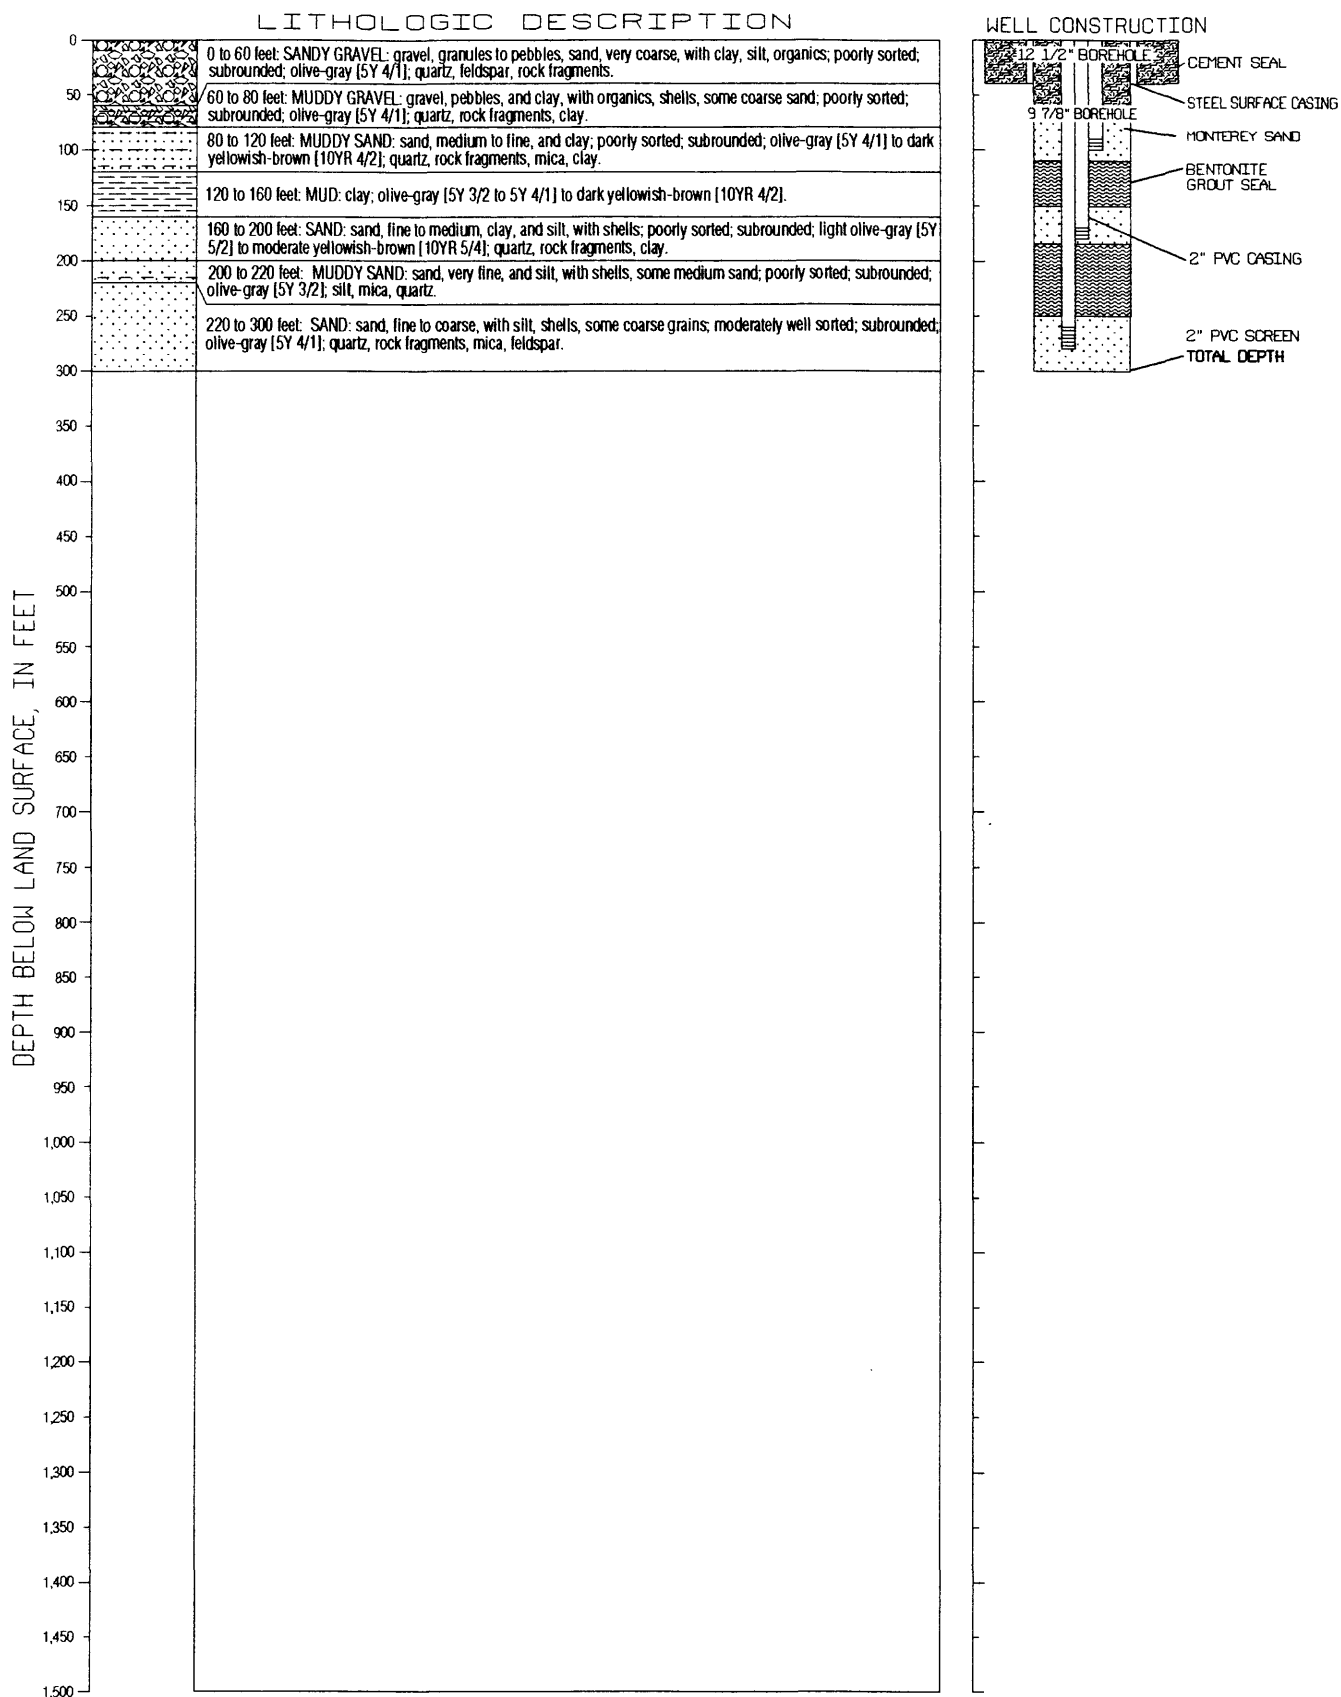 LITHOLOGIC DESCRIPTION
0 to 60 feet: SANDY GRAVEL: gravel, granules to pebbles, sand, very coarse, with clay, silt, organics; poorly sorted;
subrounded; olive-gray [5Y 4/1]; quartz, feldspar, rock fragments.
60 to 80 feet: MUDDY GRAVEL: gravel, pebbles, and clay, with organics, shells, some coarse sand; poorly sorted;
subrounded; olive-gray [5Y 4/1]; quartz, rock fragments, clay.
80 to 120 feet: MUDDY SAND: sand, medium to fine, and clay; poorly sorted; subrounded; olive-gray [5Y 4/1] to dark
yellowish-brown [10YR 4/2]; quartz, rock fragments, mica, clay.
120 to 160 feet: MUD: clay; olive-gray [5Y 3/2 to 5Y 4/1] to dark yellowish-brown [10YR 4/2].
160 to 200 feet: SAND: sand, fine to medium, clay, and silt, with shells; poorly sorted; subrounded; light olive-gray [5Y
5/2] to moderate yellowish-brown [10YR 5/4]; quartz, rock fragments, clay.
200 to 220 feet: MUDDY SAND: sand, very fine, and silt, with shells, some medium sand; poorly sorted; subrounded;
olive-gray [5Y 3/2]; silt, mica, quartz.
220 to 300 feet: SAND: sand, fine to coarse, with silt, shells, some coarse grains; moderately well sorted; subrounded;
olive-gray [5Y 4/1]; quartz, rock fragments, mica, feldspar.
WELL CONSTRUCTION
12 1/2" BOREHOLE
CEMENT SEAL
STEEL SURFACE CASING
9 7/8" BOREHOLE
MONTEREY SAND
BENTONITE
GROUT SEAL
2" PVC CASING
2" PVC SCREEN
TOTAL DEPTH
DEPTH BELOW LAND SURFACE, IN FEET
0
50
100
150
200
250
300
350
400
450
500
550
600
650
700
750
800
850
900
950
1,000
1,050
1,100
1,150
1,200
1,250
1,300
1,350
1,400
1,450
1,500